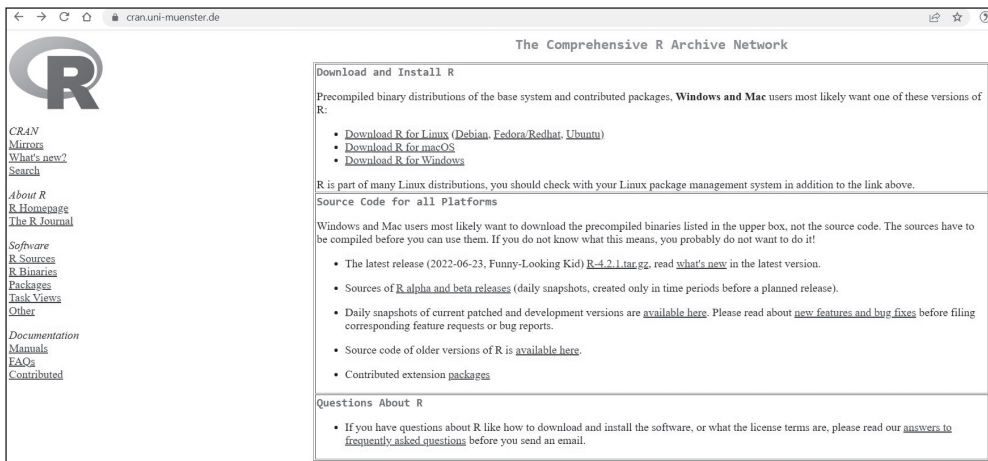 cran.uni-muenster.de
R
CRAN
Mirrors
What's new?
Search
About R
R Homepage
The R Journal
Software
R Sources
R Binaries
Packages
Task Views
Other
Documentation
Manuals
FAQs
Contributed
The Comprehensive R Archive Network
Download and Install R
Precompiled binary distributions of the base system and contributed packages, Windows and Mac users most likely want one of these versions of
R:
• Download R for Linux (Debian, Fedora/Redhat, Ubuntu)
• Download R for macOS
• Download R for Windows
R is part of many Linux distributions, you should check with your Linux package management system in addition to the link above.
Source Code for all Platforms
Windows and Mac users most likely want to download the precompiled binaries listed in the upper box, not the source code. The sources have to
be compiled before you can use them. If you do not know what this means, you probably do not want to do it!
• The latest release (2022-06-23, Funny-Looking Kid) R-4.2.1.tar.gz, read what's new in the latest version.
• Sources of R alpha and beta releases (daily snapshots, created only in time periods before a planned release).
• Daily snapshots of current patched and development versions are available here. Please read about new features and bug fixes before filing
corresponding feature requests or bug reports.
• Source code of older versions of R is available here.
• Contributed extension packages
Questions About R
• If you have questions about R like how to download and install the software, or what the license terms are, please read our answers to
frequently asked questions before you send an email.